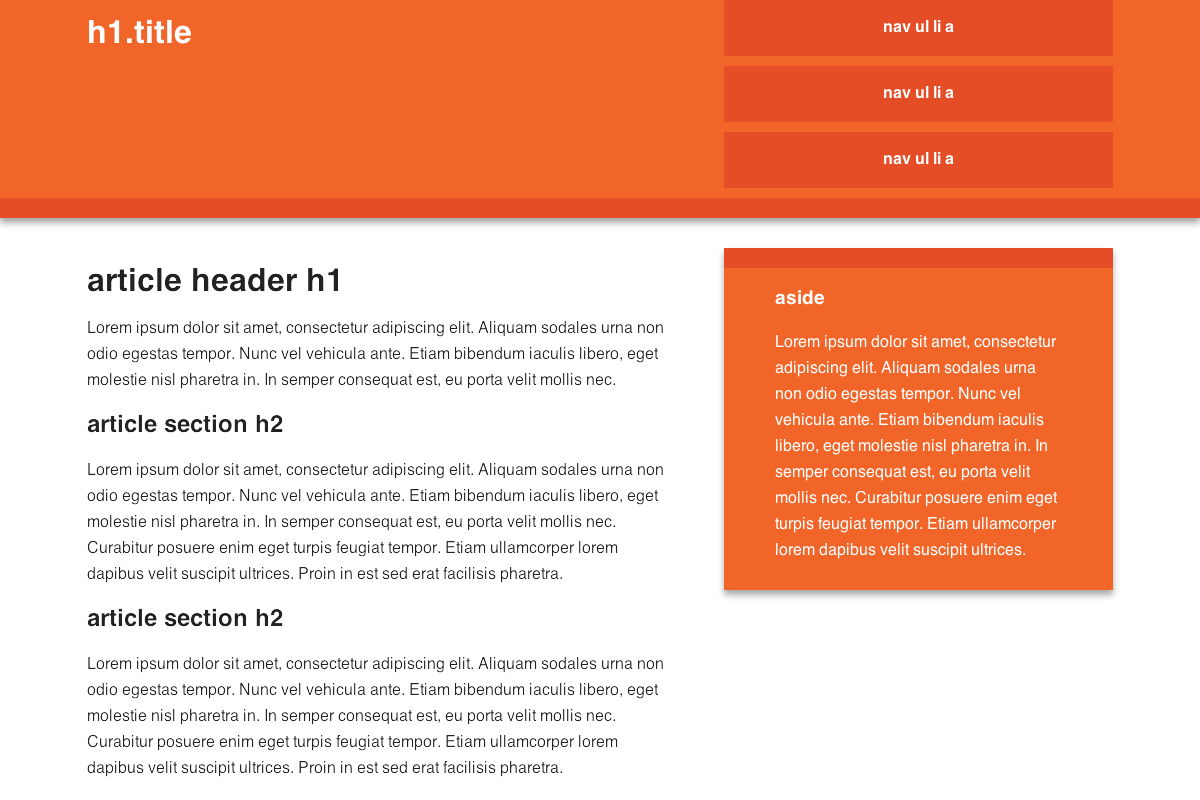 h1.title
nav ul li a
nav ul li a
nav ul li a
article header h1
Lorem ipsum dolor sit amet, consectetur adipiscing elit. Aliquam sodales urna non
odio egestas tempor. Nunc vel vehicula ante. Etiam bibendum iaculis libero, eget
molestie nisl pharetra in. In semper consequat est, eu porta velit mollis nec.
article section h2
Lorem ipsum dolor sit amet, consectetur adipiscing elit. Aliquam sodales urna non
odio egestas tempor. Nunc vel vehicula ante. Etiam bibendum iaculis libero, eget
molestie nisl pharetra in. In semper consequat est, eu porta velit mollis nec.
Curabitur posuere enim eget turpis feugiat tempor. Etiam ullamcorper lorem
dapibus velit suscipit ultrices. Proin in est sed erat facilisis pharetra.
article section h2
Lorem ipsum dolor sit amet, consectetur adipiscing elit. Aliquam sodales urna non
odio egestas tempor. Nunc vel vehicula ante. Etiam bibendum iaculis libero, eget
molestie nisl pharetra in. In semper consequat est, eu porta velit mollis nec.
Curabitur posuere enim eget turpis feugiat tempor. Etiam ullamcorper lorem
dapibus velit suscipit ultrices. Proin in est sed erat facilisis pharetra.
aside
Lorem ipsum dolor sit amet, consectetur
adipiscing elit. Aliquam sodales urna
non odio egestas tempor. Nunc vel
vehicula ante. Etiam bibendum iaculis
libero, eget molestie nisl pharetra in. In
semper consequat est, eu porta velit
mollis nec. Curabitur posuere enim eget
turpis feugiat tempor. Etiam ullamcorper
lorem dapibus velit suscipit ultrices.